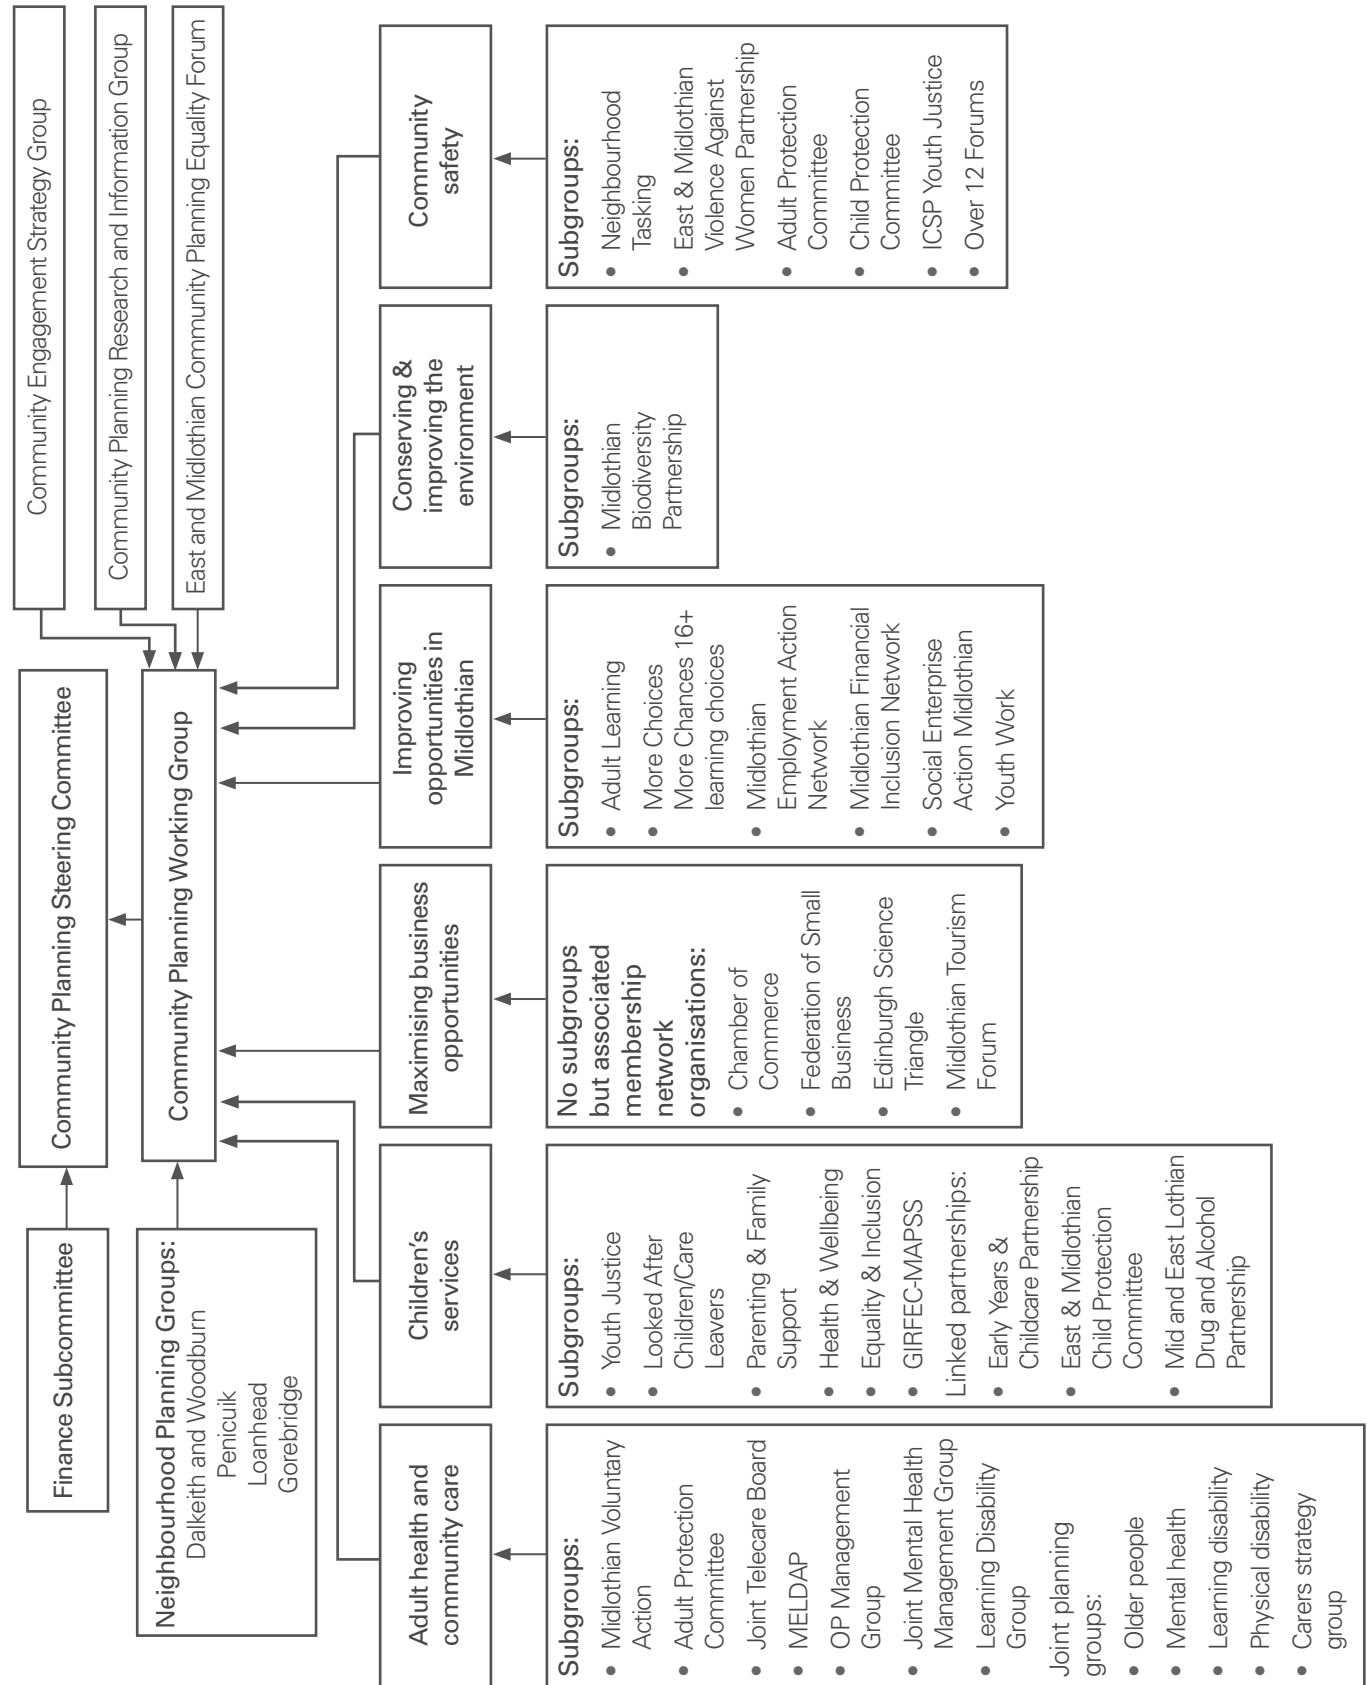 Community Engagement Strategy Group
Community Planning Research and Information Group
East and Midlothian Community Planning Equality Forum
Community Planning Steering Committee
Community Planning Working Group
Finance Subcommittee
Neighbourhood Planning Groups:
Dalkeith and Woodburn
Penicuik
Loanhead
Gorebridge
Adult health and
community care
Subgroups:
• Midlothian Voluntary
Action
• Adult Protection
Committee
• Joint Telecare Board
• MELDAP
• OP Management
Group
• Joint Mental Health
Management Group
• Learning Disability
Group
Joint planning
groups:
• Older people
• Mental health
• Learning disability
• Physical disability
• Carers strategy
group
Children's
services
Subgroups:
• Youth Justice
• Looked After
Children/Care
Leavers
• Parenting & Family
Support
• Health & Wellbeing
• Equality & Inclusion
• GIRFEC-MAPSS
Linked partnerships:
• Early Years &
Childcare Partnership
• East & Midlothian
Child Protection
Committee
• Mid and East Lothian
Drug and Alcohol
Partnership
Maximising business
opportunities
No subgroups
but associated
membership
network
organisations:
• Chamber of
Commerce
• Federation of Small
Business
• Edinburgh Science
Triangle
• Midlothian Tourism
Forum
Improving
opportunities in
Midlothian
Subgroups:
• Adult Learning
• More Choices
More Chances 16+
learning choices
• Midlothian
Employment Action
Network
• Midlothian Financial
Inclusion Network
• Social Enterprise
Action Midlothian
• Youth Work
Conserving &
improving the
environment
Subgroups:
• Midlothian
Biodiversity
Partnership
Community
safety
Subgroups:
• Neighbourhood
Tasking
• East & Midlothian
Violence Against
Women Partnership
• Adult Protection
Committee
• Child Protection
Committee
• ICSP Youth Justice
• Over 12 Forums